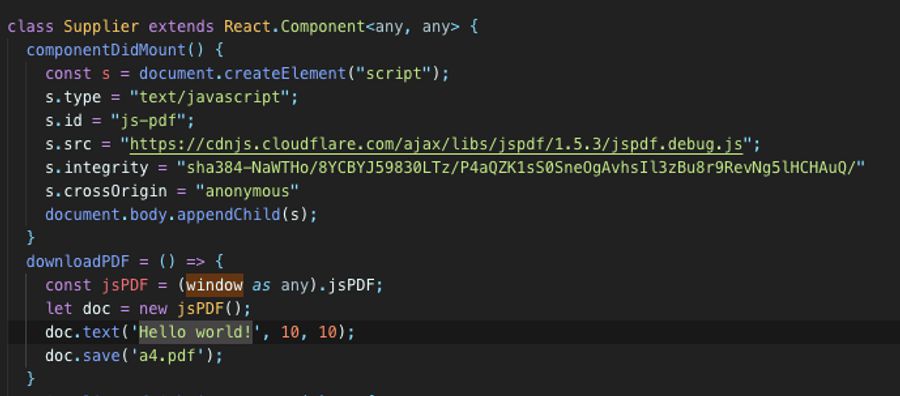 class Supplier extends React.Component<any, any> {
componentDidMount() {
const s = document.createElement("script");
s.type = "text/javascript";
s.id = "js-pdf";
s.src = "https://cdnjs.cloudflare.com/ajax/libs/jspdf/1.5.3/jspdf.debug.js";
s.integrity = "sha384-NaWTHo/8YCBYJ59830LTz/P4aQZK1sS0SneOgAvhsIl3zBu8r9RevNg5lHCHAuQ/"
s.crossOrigin = "anonymous"
document.body.appendChild(s);
}
downloadPDF = () => {
const jsPDF = (window as any).jsPDF;
let doc = new jsPDF();
doc.text('Hello world!', 10, 10);
doc.save('a4.pdf');
}